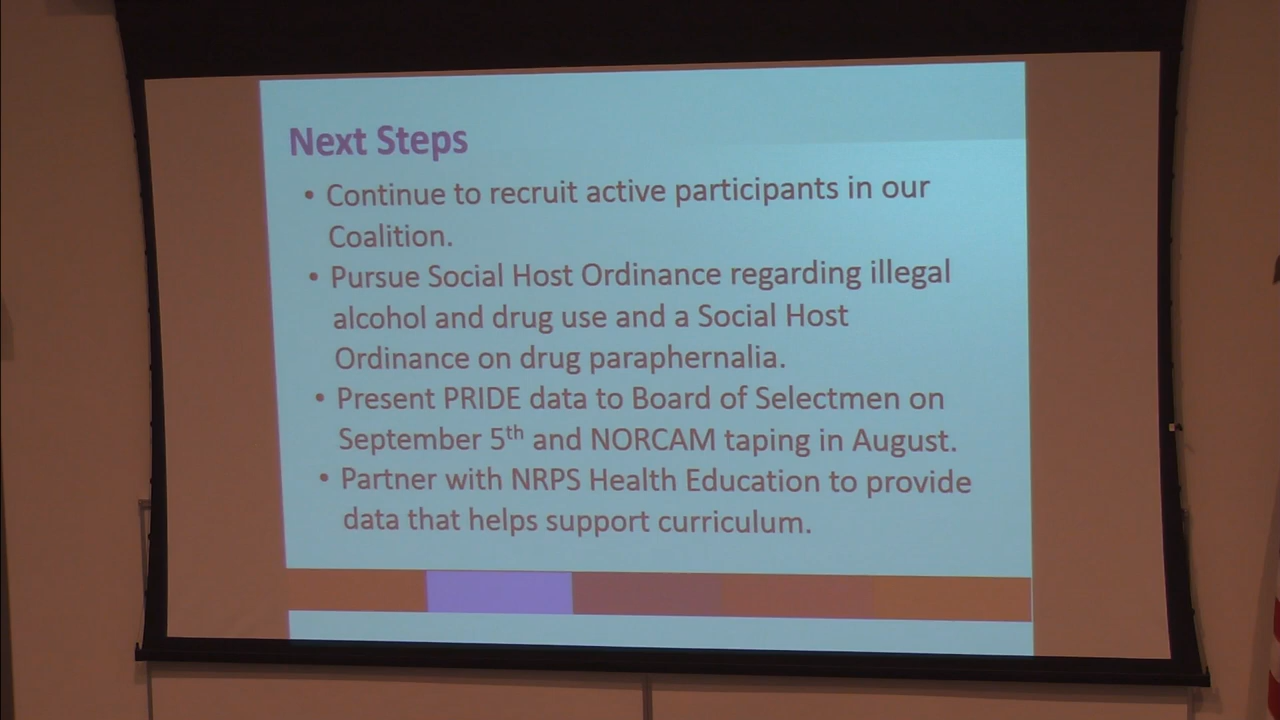 Next Steps
• Continue to recruit active participants in our
Coalition.
• Pursue Social Host Ordinance regarding illegal
alcohol and drug use and a Social Host
Ordinance on drug paraphernalia.
• Present PRIDE data to Board of Selectmen on
September 5th and NORCAM taping in August.
• Partner with NRPS Health Education to provide
data that helps support curriculum.